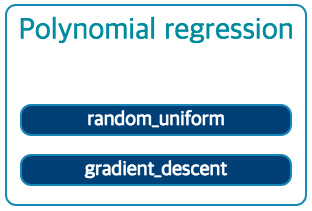 Polynomial regression
random_uniform
gradient_descent